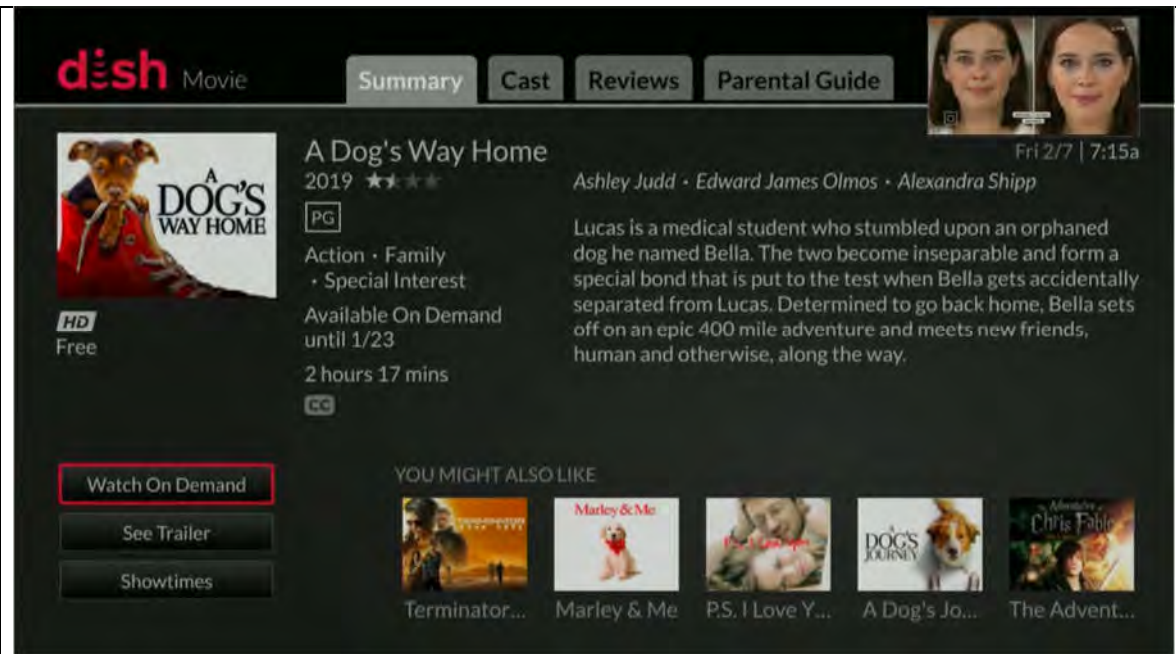 dish Movie
Summary
Cast
Reviews
Parental Guide
Fri 2/7 | 7:15a
A DOG'S WAY HOME
HD
Free
A Dog's Way Home
2019
PG
Action • Family
• Special Interest
Available On Demand
until 1/23
2 hours 17 mins
CC
Ashley Judd • Edward James Olmos • Alexandra Shipp
Lucas is a medical student who stumbled upon an orphaned
dog he named Bella. The two become inseparable and form a
special bond that is put to the test when Bella gets accidentally
separated from Lucas. Determined to go back home, Bella sets
off on an epic 400 mile adventure and meets new friends,
human and otherwise, along the way.
Watch On Demand
See Trailer
Showtimes
YOU MIGHT ALSO LIKE
Marley & Me
A
DOG'S
JOURNEY
Chris Fable
Terminator...
Marley & Me
P.S. I Love Y...
A Dog's Jo...
The Advent...